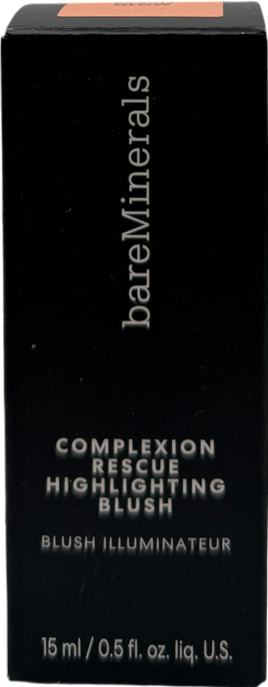 bareMinerals
COMPLEXION
RESCUE
HIGHLIGHTING
BLUSH
BLUSH ILLUMINATEUR
15 ml / 0.5 fl. oz. liq. U.S.